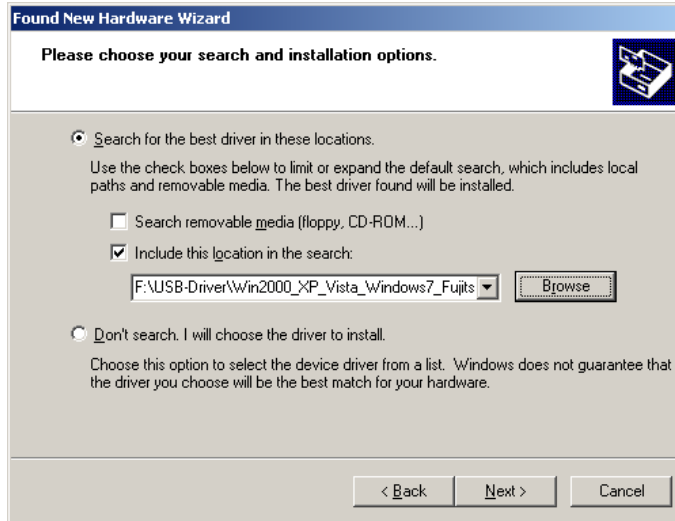 Found New Hardware Wizard
Please choose your search and installation options.
Search for the best driver in these locations.
Use the check boxes below to limit or expand the default search, which includes local
paths and removable media. The best driver found will be installed.
Search removable media (floppy, CD-ROM...)
Include this location in the search:
F:\USB-Driver\Win2000_XP_Vista_Windows7_Fujits
Browse
Don't search. I will choose the driver to install.
Choose this option to select the device driver from a list. Windows does not guarantee that
the driver you choose will be the best match for your hardware.
< Back
Next >
Cancel